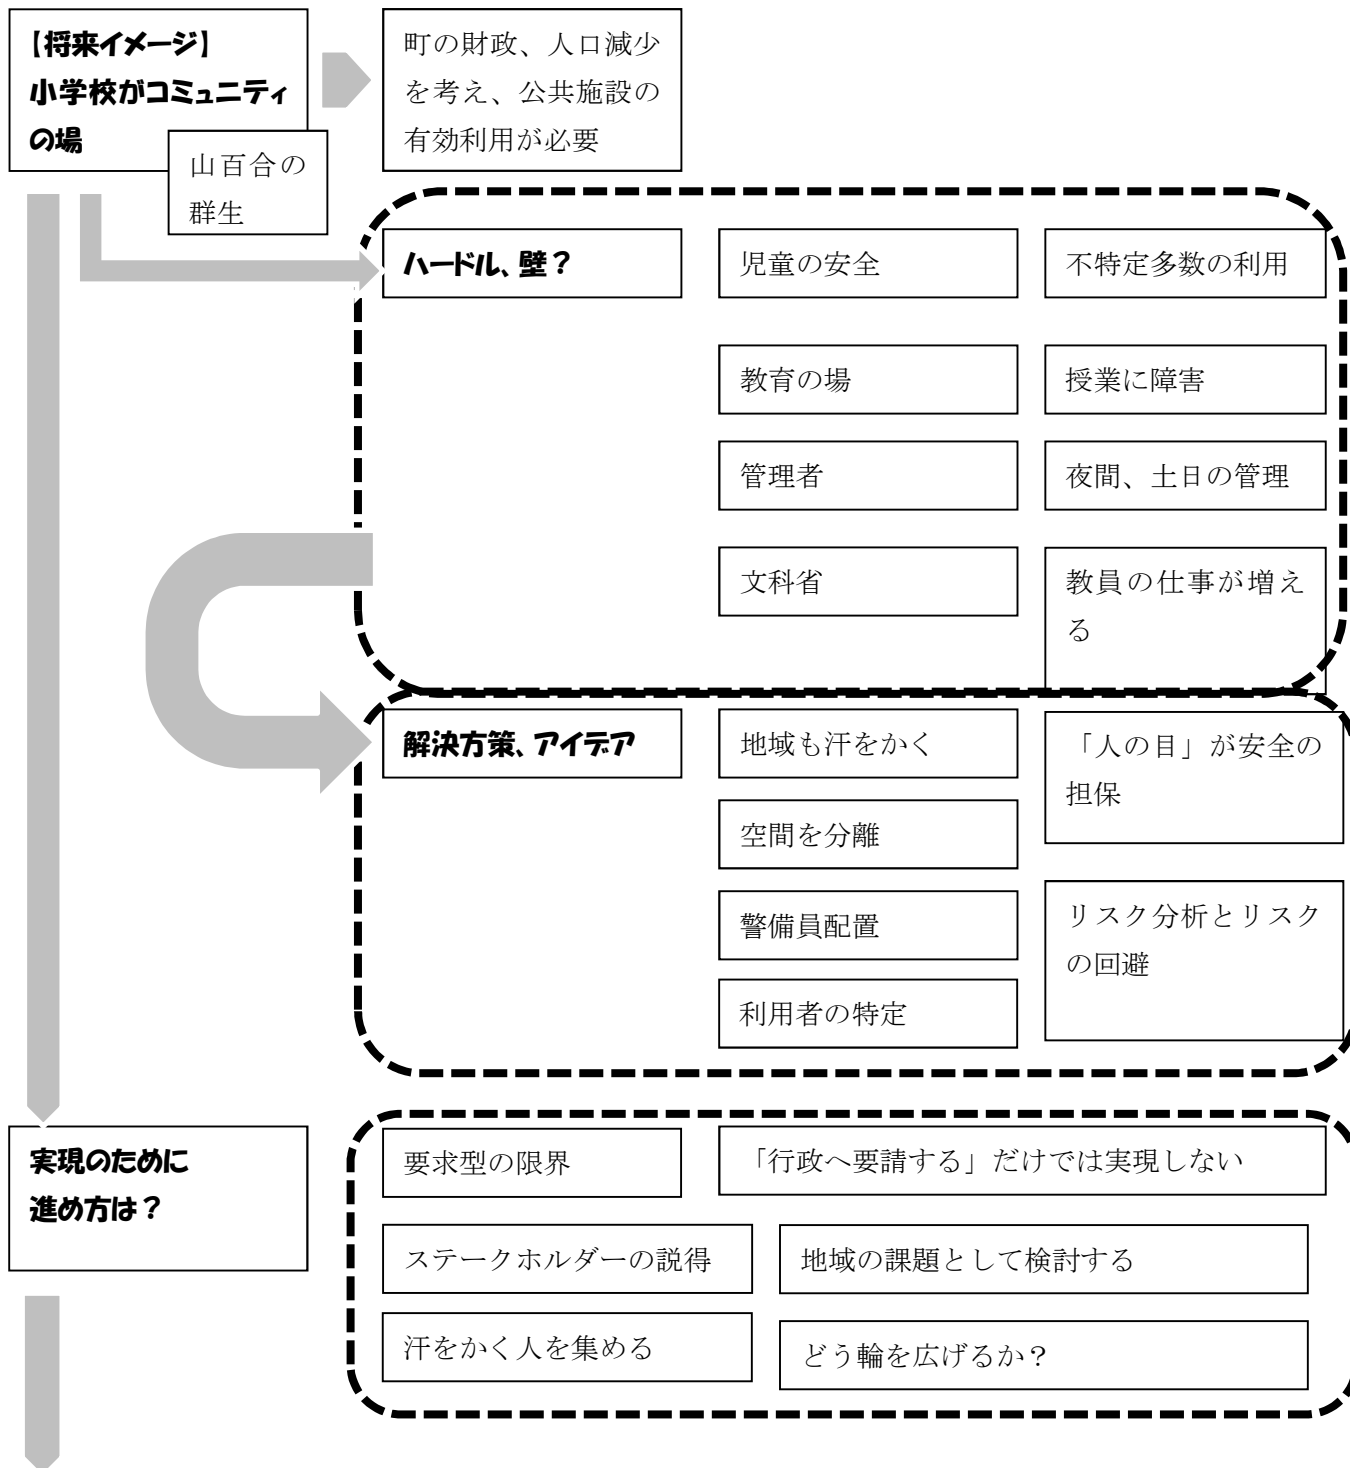 【将来イメージ】
小学校がコミュニティ
の場
山百合の
群生
町の財政、人口減少
を考え、公共施設の
有効利用が必要
ハードル、壁？
児童の安全
不特定多数の利用
教育の場
授業に障害
管理者
夜間、土日の管理
文科省
教員の仕事が増え
る
解決方策、アイデア
地域も汗をかく
「人の目」が安全の
担保
空間を分離
警備員配置
リスク分析とリスク
の回避
利用者の特定
実現のために
進め方は？
要求型の限界
「行政へ要請する」だけでは実現しない
ステークホルダーの説得
地域の課題として検討する
汗をかく人を集める
どう輪を広げるか？